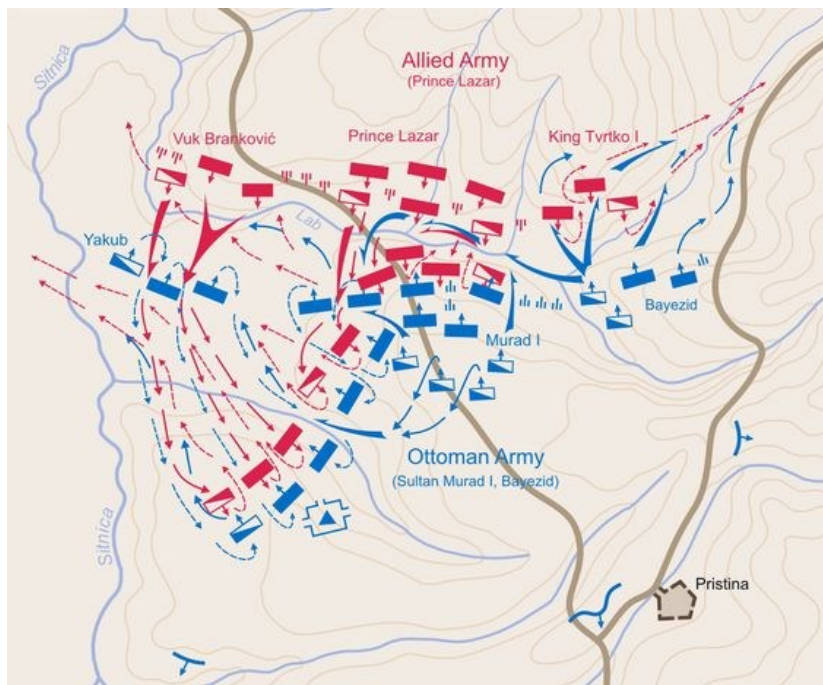 Sitnica
Allied Army
(Prince Lazar)
Vuk Branković
Prince Lazar
King Tvrtko I
Lab
Yakub
Bayezid
Murad I
Ottoman Army
(Sultan Murad I, Bayezid)
Sitnica
Pristina